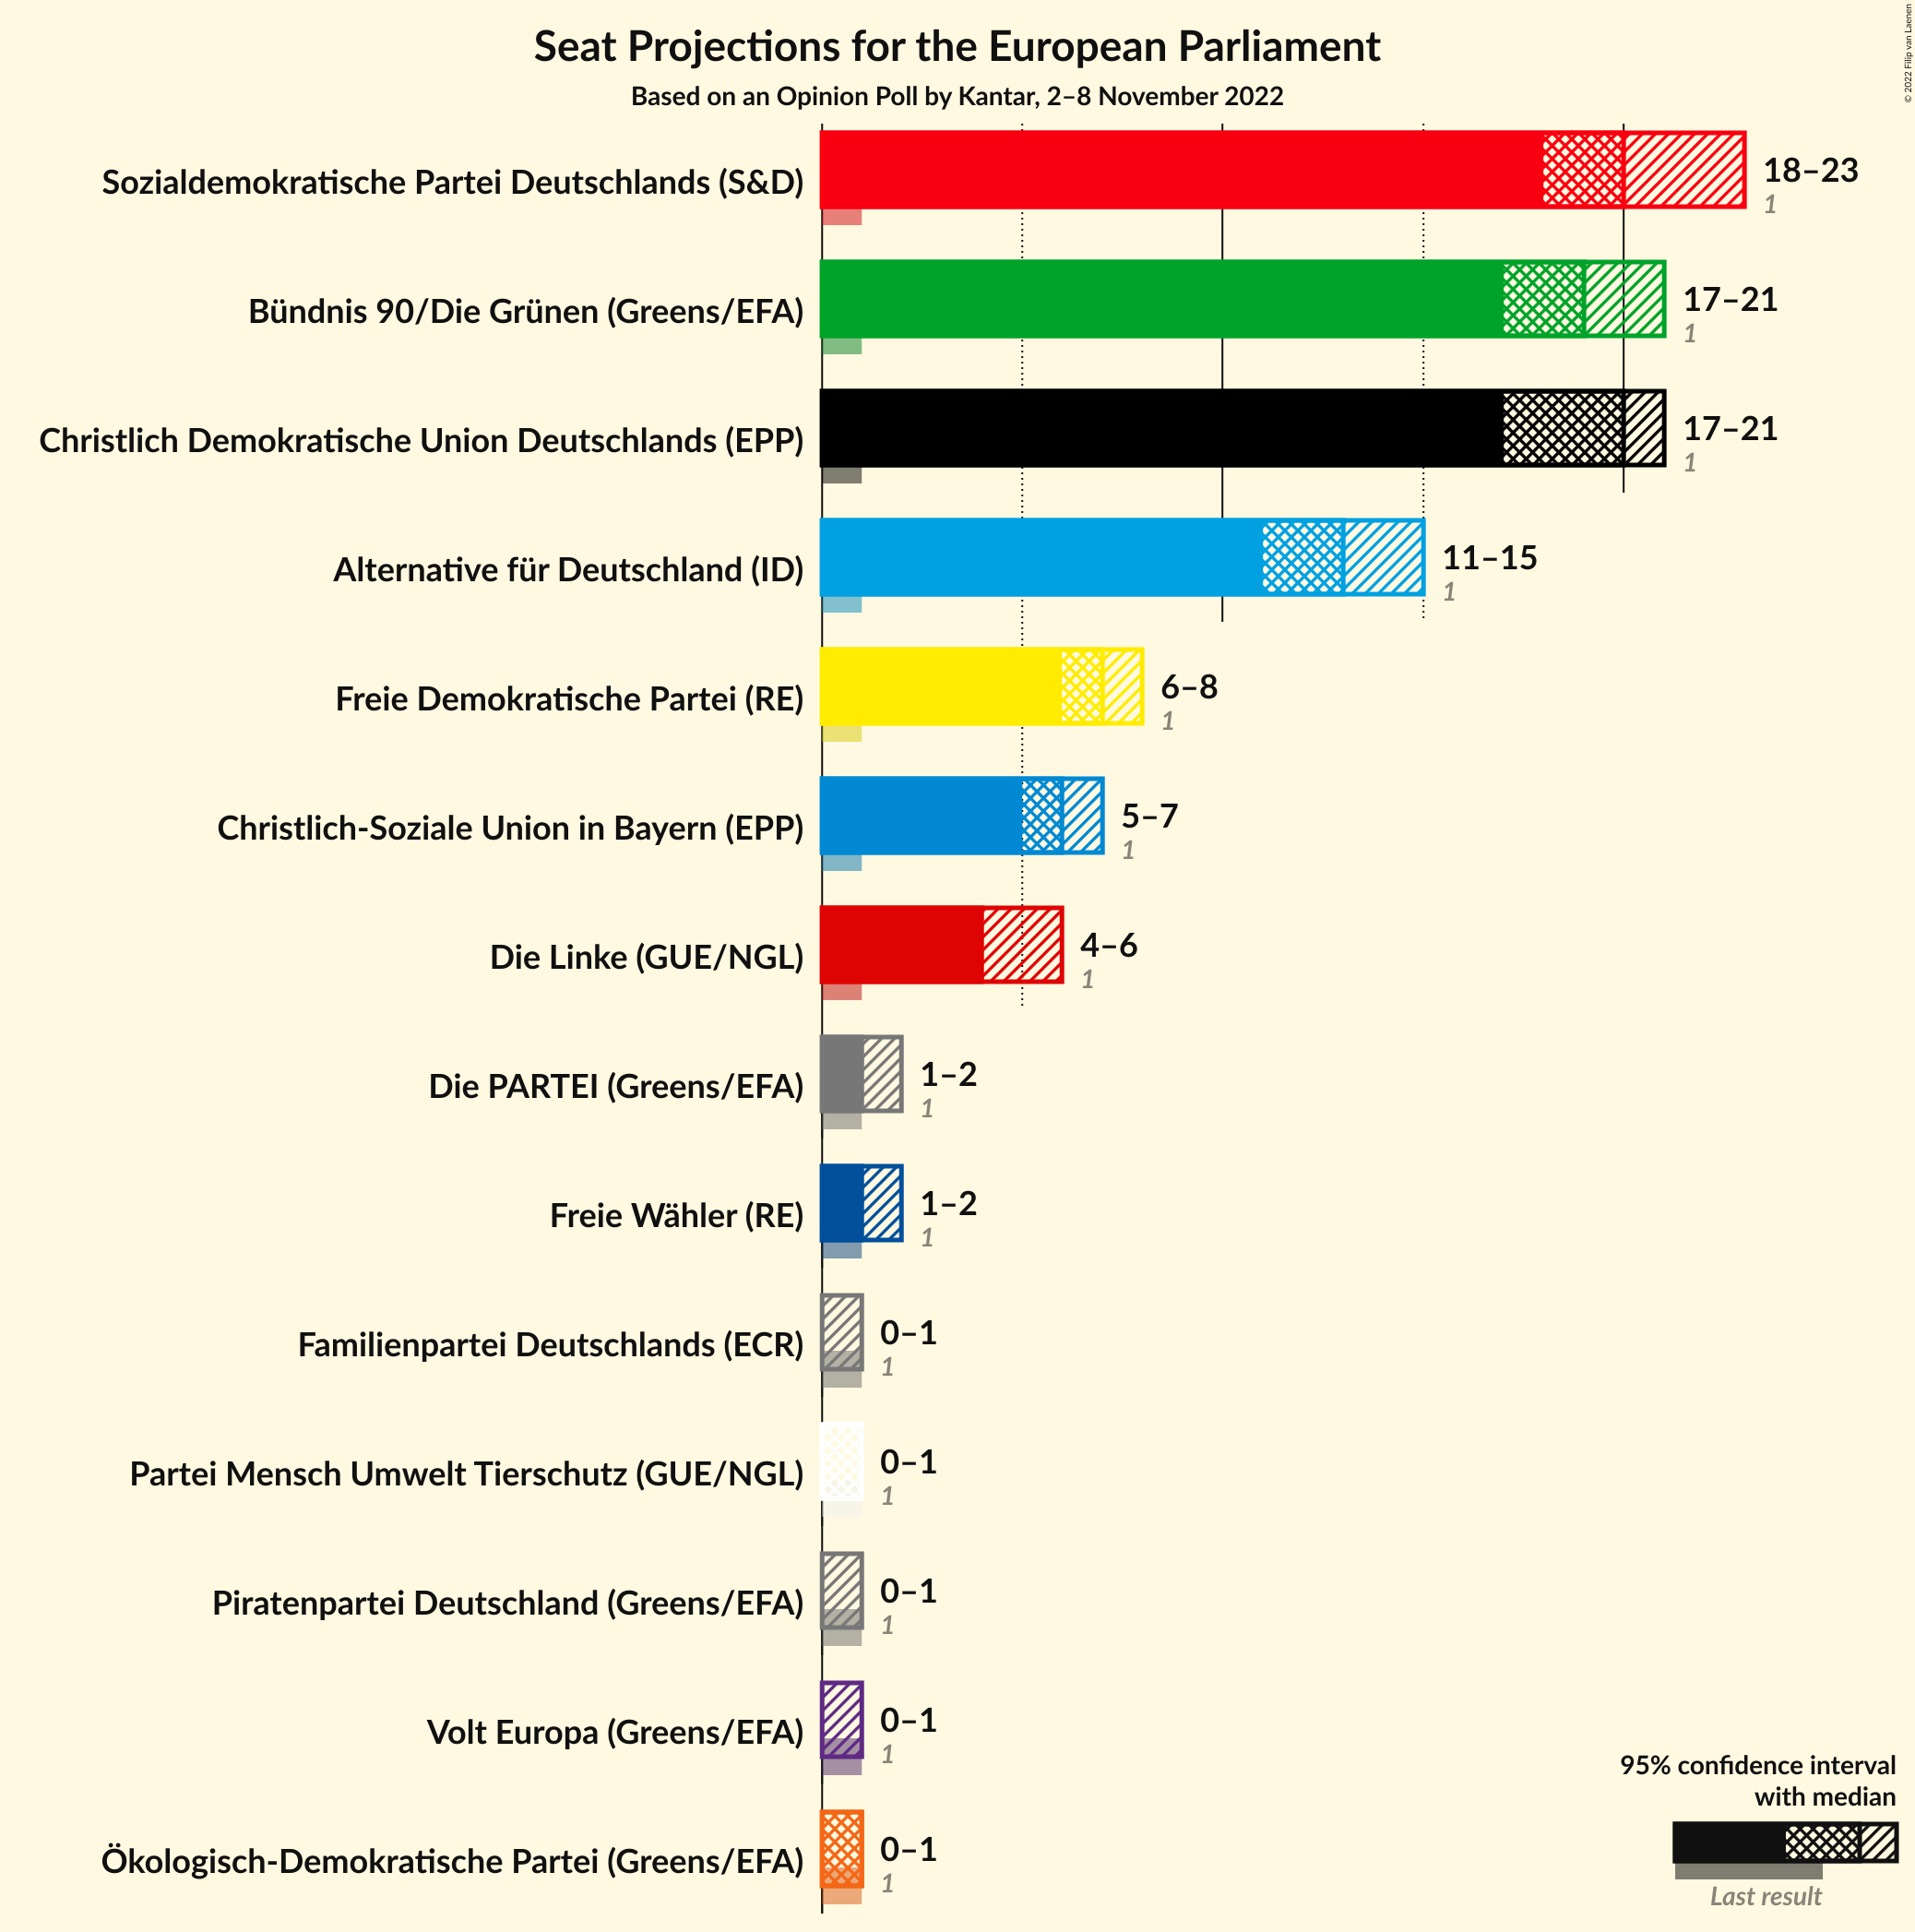 © 2022 Filip van Laenen
Seat Projections for the European Parliament
Based on an Opinion Poll by Kantar, 2–8 November 2022
Sozialdemokratische Partei Deutschlands (S&D)
18–23
1
Bündnis 90/Die Grünen (Greens/EFA)
17–21
1
Christlich Demokratische Union Deutschlands (EPP)
17–21
1
Alternative für Deutschland (ID)
11–15
1
Freie Demokratische Partei (RE)
6–8
1
Christlich-Soziale Union in Bayern (EPP)
5–7
1
Die Linke (GUE/NGL)
4–6
1
Die PARTEI (Greens/EFA)
1–2
1
Freie Wähler (RE)
1–2
1
Familienpartei Deutschlands (ECR)
0–1
1
Partei Mensch Umwelt Tierschutz (GUE/NGL)
0–1
1
Piratenpartei Deutschland (Greens/EFA)
0–1
1
Volt Europa (Greens/EFA)
0–1
1
Ökologisch-Demokratische Partei (Greens/EFA)
0–1
1
95% confidence interval
with median
Last result